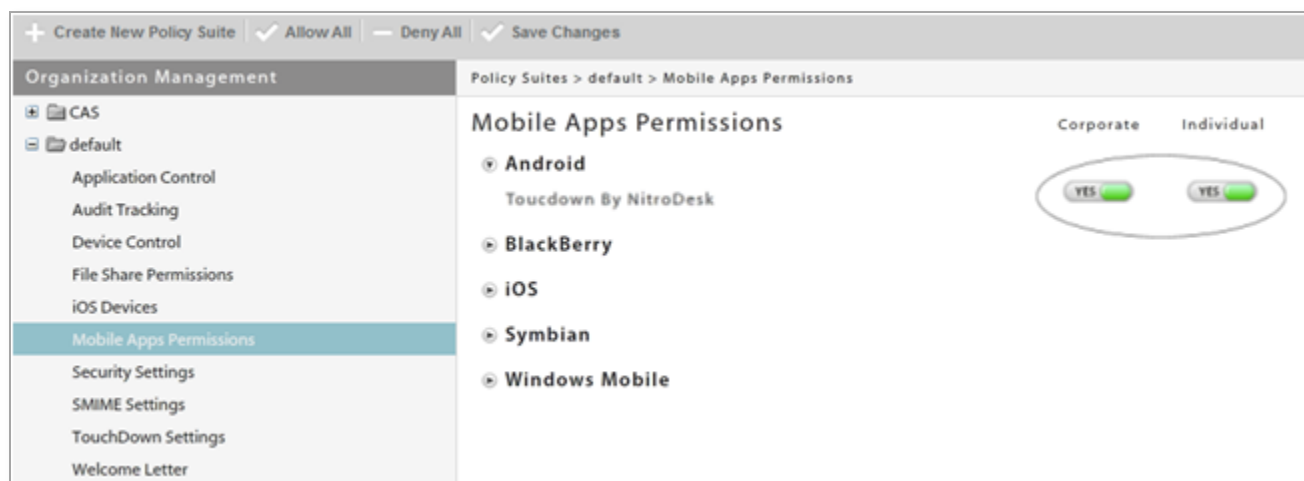 Create New Policy Suite Allow All Deny All Save Changes
Organization Management
Policy Suites > default > Mobile Apps Permissions
CAS
default
Application Control
Audit Tracking
Device Control
File Share Permissions
iOS Devices
Mobile Apps Permissions
Security Settings
SMIME Settings
TouchDown Settings
Welcome Letter
Mobile Apps Permissions
Corporate Individual
Android
Toucdown By NitroDesk
YES YES
BlackBerry
iOS
Symbian
Windows Mobile